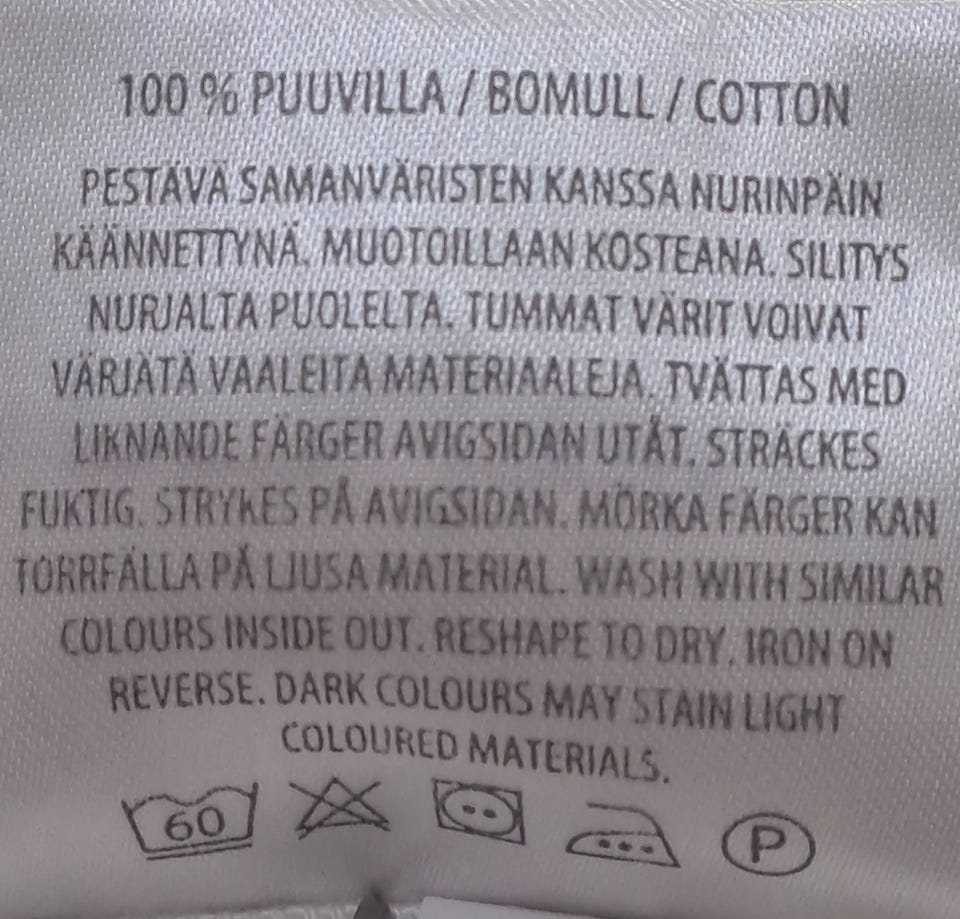 100 % PUUVILLA / BOMULL / COTTON
PESTÄVÄ SAMANVÄRISTEN KANSSA NURINPÄIN
KÄÄNNETTYNÄ. MUOTOILLAAN KOSTEANA. SILITYS
NURJALTA PUOLELTA. TUMMAT VÄRIT VOIVAT
VÄRJÄTÄ VAALEITA MATERIAALEJA. TVÄTTAS MED
LIKNANDE FÄRGER AVIGSIDAN UTÅT. STRÄCKES
FUKTIG. STRYKES PÅ AVIGSIDAN. MÖRKA FÄRGER KAN
TORRFÄLLA PÅ LJUSA MATERIAL. WASH WITH SIMILAR
COLOURS INSIDE OUT. RESHAPE TO DRY. IRON ON
REVERSE. DARK COLOURS MAY STAIN LIGHT
COLOURED MATERIALS.
60 P